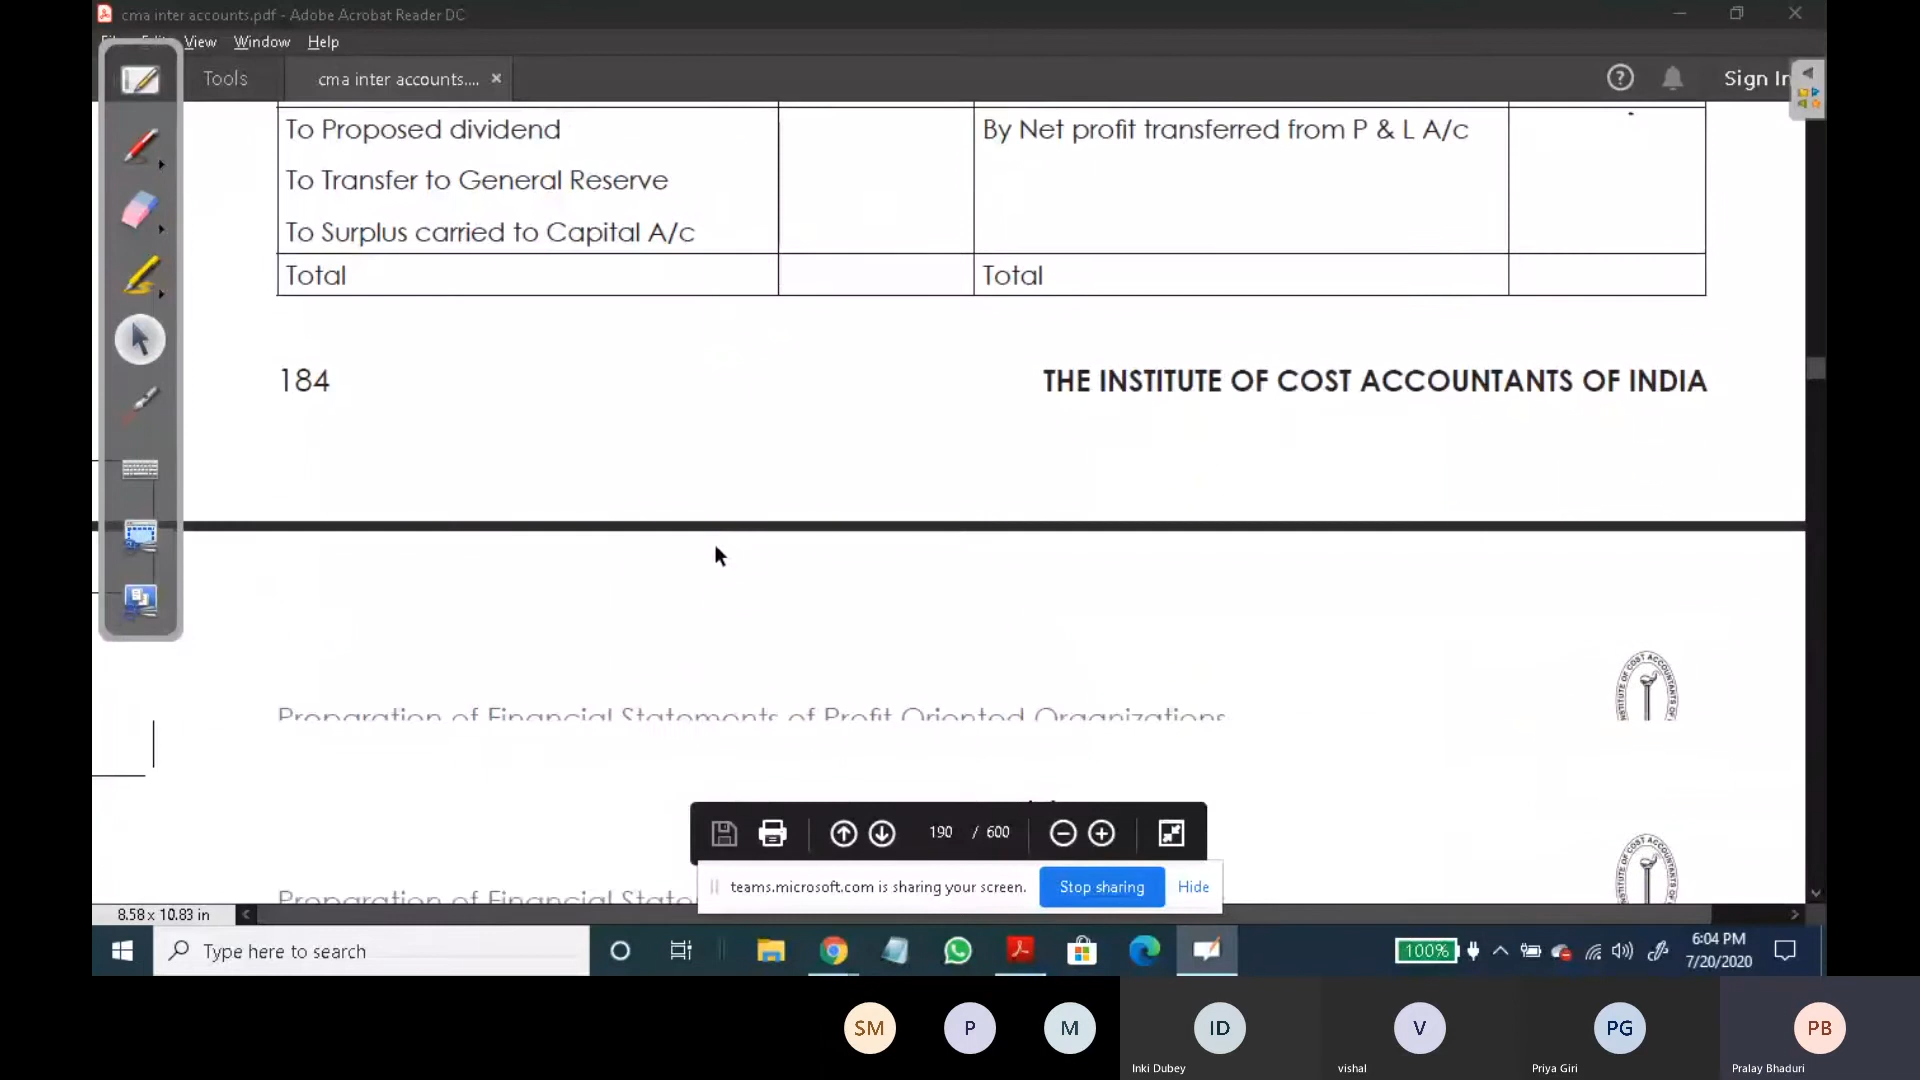 cma inter accounts.pdf - Adobe Acrobat Reader DC
View Window Help
Tools cma inter accounts.... × Sign In
To Proposed dividend By Net profit transferred from P & L A/c
To Transfer to General Reserve
To Surplus carried to Capital A/c
Total Total
184 THE INSTITUTE OF COST ACCOUNTANTS OF INDIA
Preparation of Financial Statements of Profit Oriented Organizations
190 / 600
Preparation of Financial
teams.microsoft.com is sharing your screen. Stop sharing Hide
8.58 x 10.83 in
Type here to search 100% 6:04 PM
7/20/2020
SM P M ID V PG PB
Inki Dubey vishal Priya Giri Pralay Bhaduri